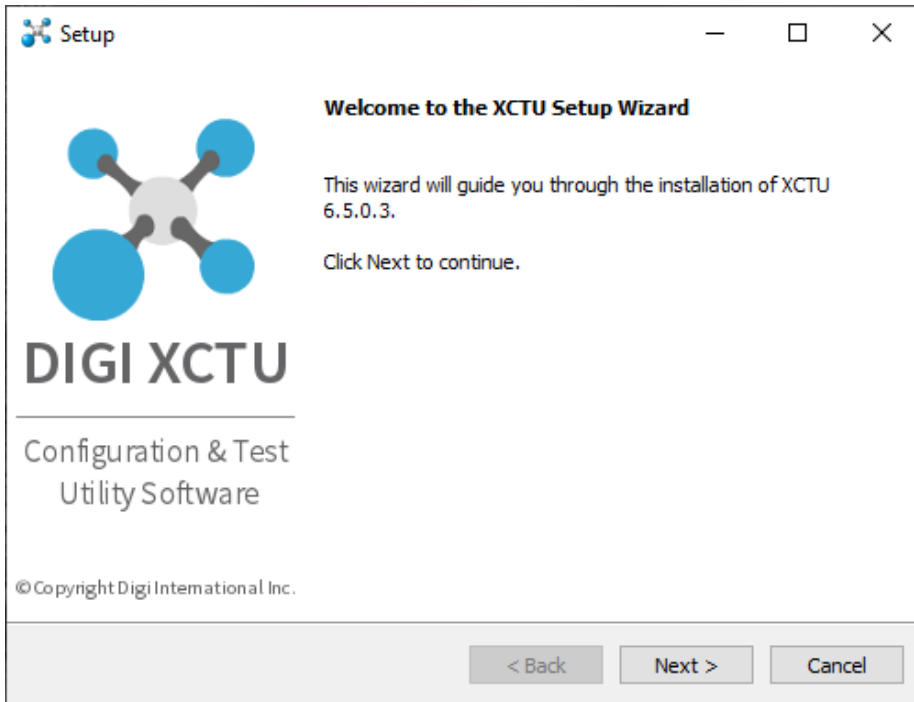 Setup
Welcome to the XCTU Setup Wizard
This wizard will guide you through the installation of XCTU
6.5.0.3.
Click Next to continue.
DIGI XCTU
Configuration & Test
Utility Software
© Copyright Digi International Inc.
< Back
Next >
Cancel